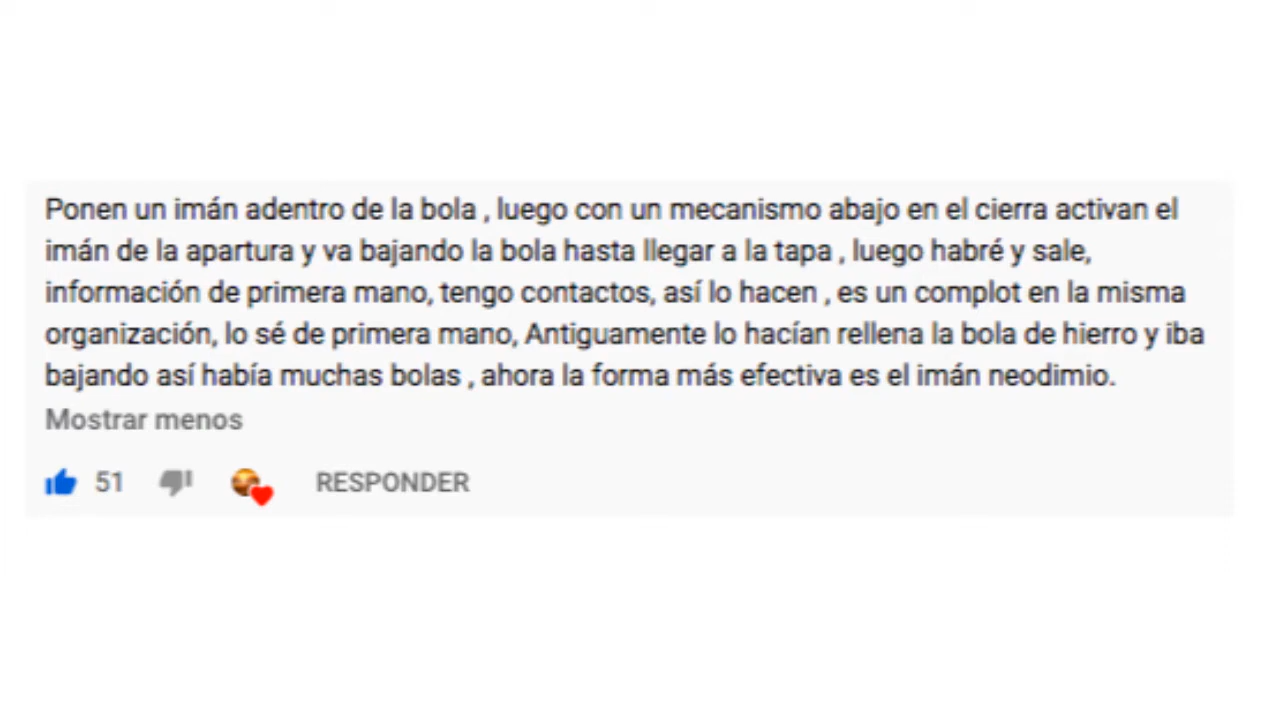 Ponen un imán adentro de la bola , luego con un mecanismo abajo en el cierra activan el
imán de la apartura y va bajando la bola hasta llegar a la tapa , luego habré y sale,
información de primera mano, tengo contactos, así lo hacen , es un complot en la misma
organización, lo sé de primera mano, Antiguamente lo hacían rellena la bola de hierro y iba
bajando así había muchas bolas , ahora la forma más efectiva es el imán neodimio.
Mostrar menos
51 RESPONDER